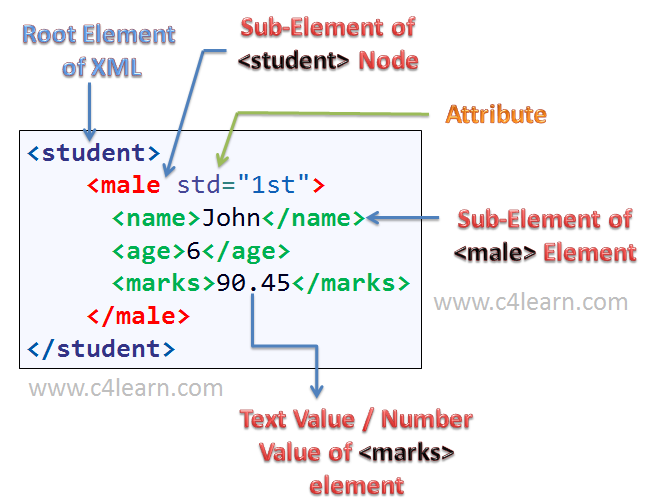 Root Element
of XML
Sub-Element of
<student> Node
Attribute
<student>
<male std="1st">
<name>John</name>
<age>6</age>
<marks>90.45</marks>
</male>
</student>
Sub-Element of
<male> Element
www.c4learn.com
www.c4learn.com
Text Value / Number
Value of <marks>
element